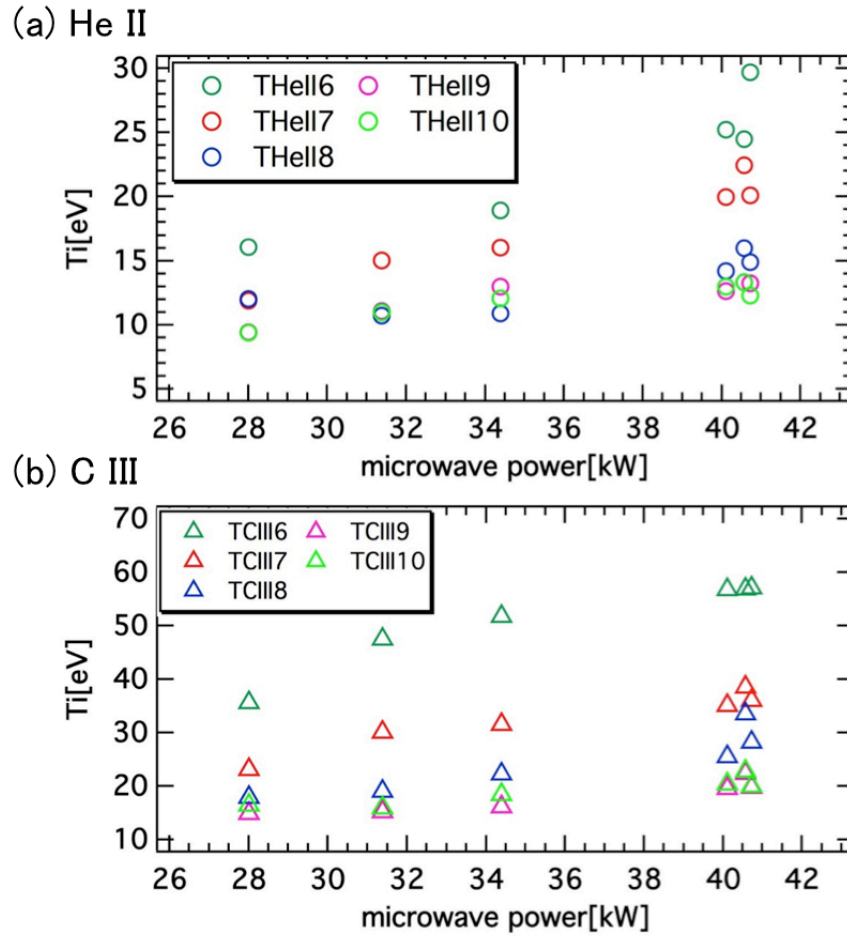 (a) He II
30
25
20
15
10
5
Ti[eV]
THeII6 THeII9
THeII7 THeII10
THeII8
26 28 30 32 34 36 38 40 42
microwave power[kW]
(b) C III
70
60
50
40
30
20
10
Ti[eV]
TCIII6 TCIII9
TCIII7 TCIII10
TCIII8
26 28 30 32 34 36 38 40 42
microwave power[kW]